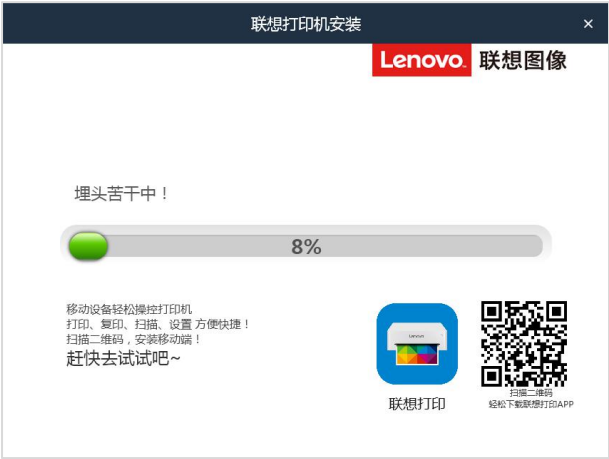 联想打印机安装
×
Lenovo. 联想图像
埋头苦干中！
8%
移动设备轻松操控打印机
打印、复印、扫描、设置 方便快捷！
扫描二维码，安装移动端！
赶快去试试吧~
Lenovo
联想打印
扫描二维码
轻松下载联想打印APP